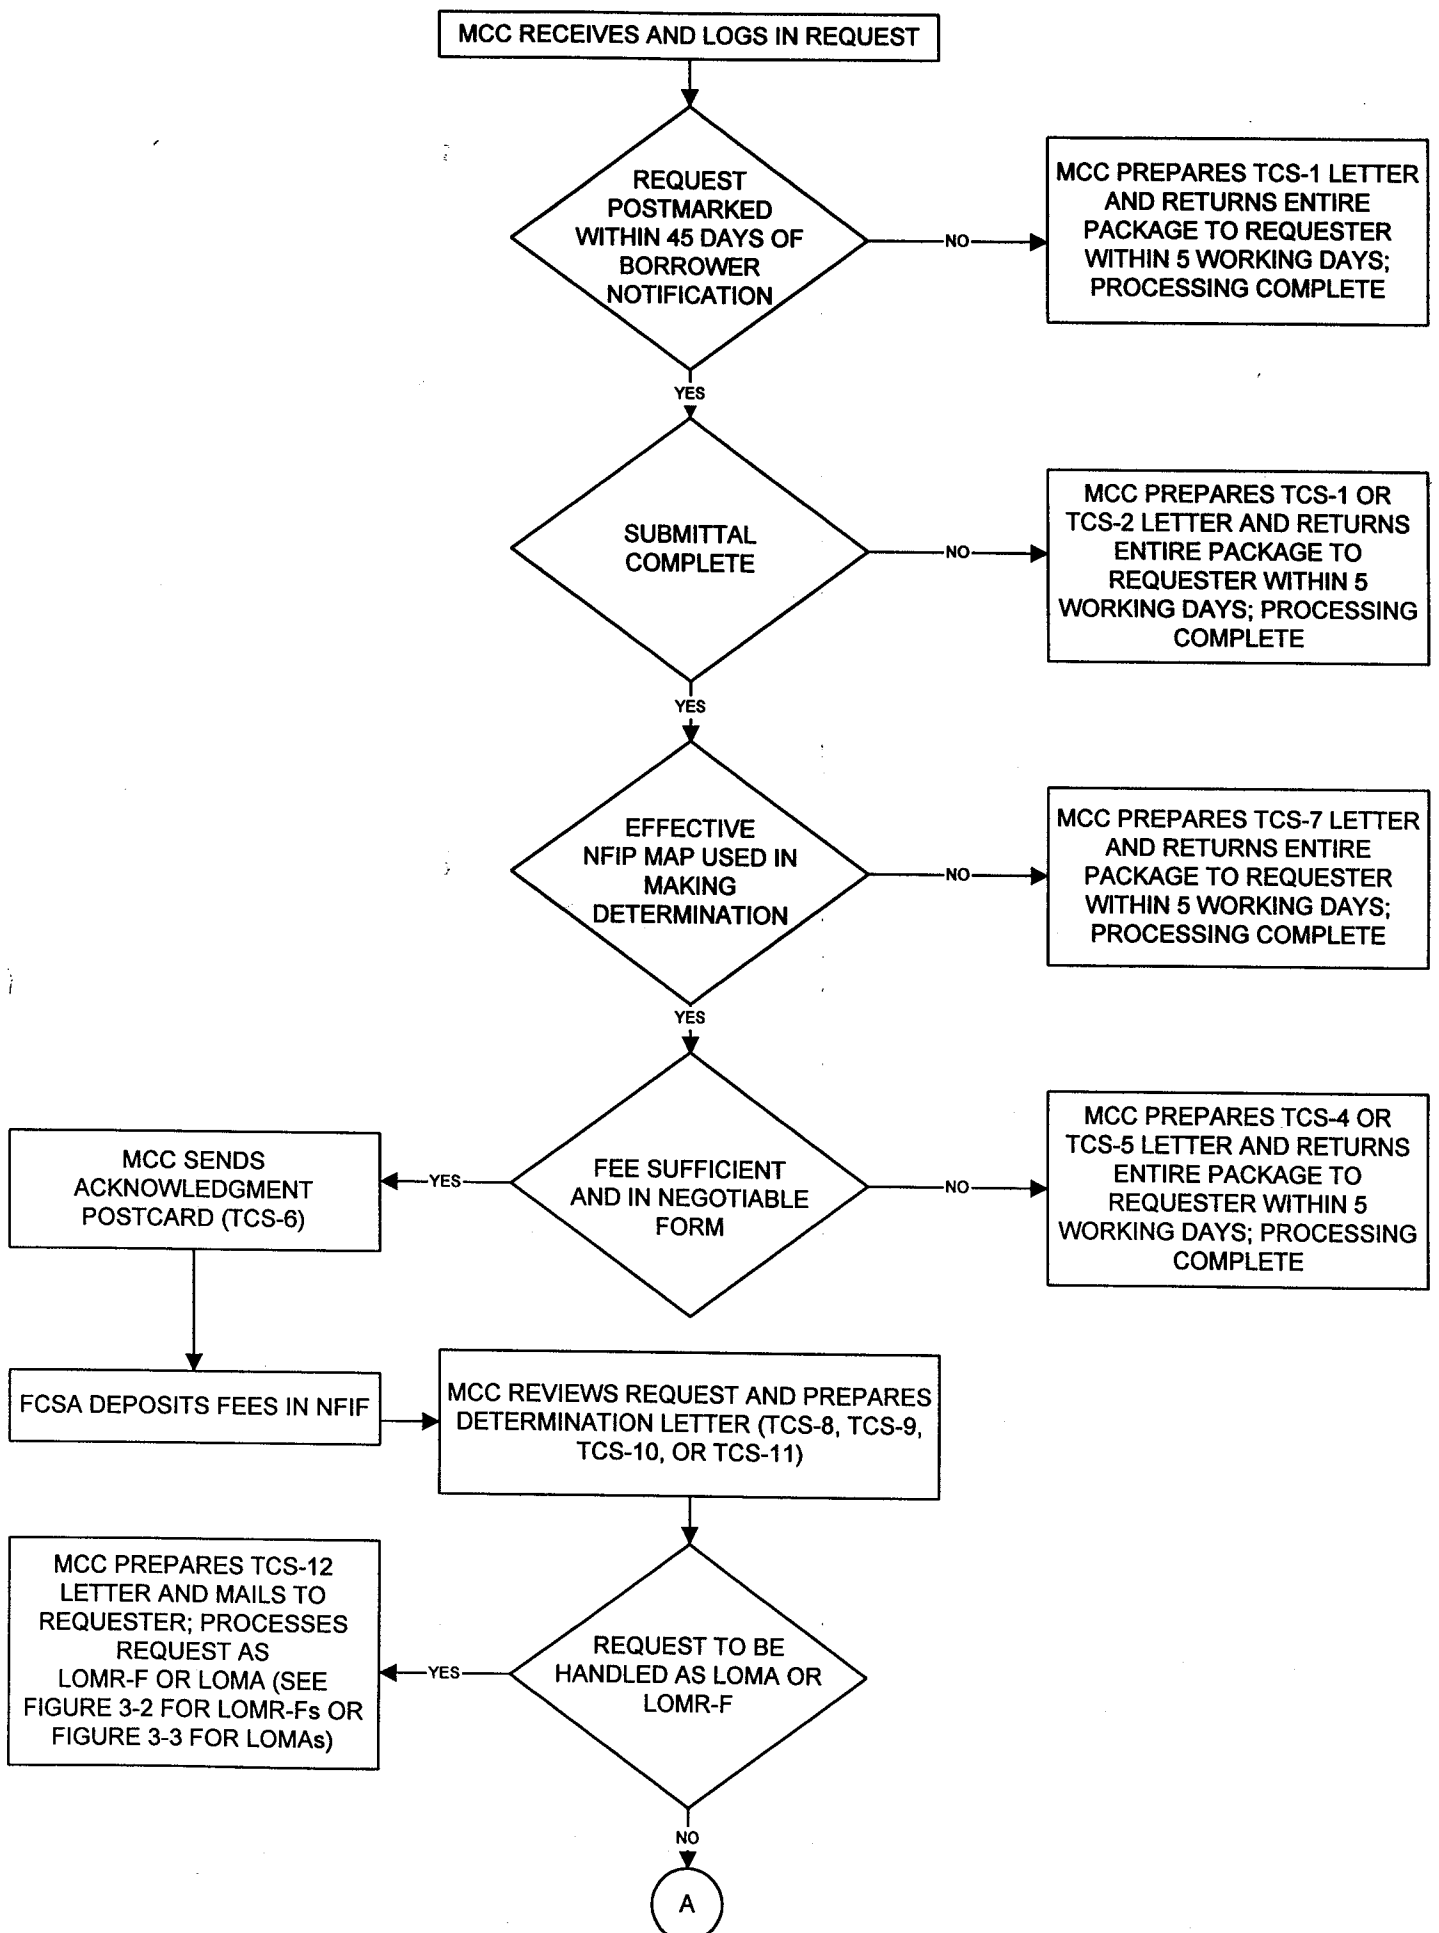 MCC RECEIVES AND LOGS IN REQUEST
REQUEST
POSTMARKED
WITHIN 45 DAYS OF
BORROWER
NOTIFICATION
NO
MCC PREPARES TCS-1 LETTER
AND RETURNS ENTIRE
PACKAGE TO REQUESTER
WITHIN 5 WORKING DAYS;
PROCESSING COMPLETE
YES
SUBMITTAL
COMPLETE
NO
MCC PREPARES TCS-1 OR
TCS-2 LETTER AND RETURNS
ENTIRE PACKAGE TO
REQUESTER WITHIN 5
WORKING DAYS; PROCESSING
COMPLETE
YES
EFFECTIVE
NFIP MAP USED IN
MAKING
DETERMINATION
NO
MCC PREPARES TCS-7 LETTER
AND RETURNS ENTIRE
PACKAGE TO REQUESTER
WITHIN 5 WORKING DAYS;
PROCESSING COMPLETE
YES
FEE SUFFICIENT
AND IN NEGOTIABLE
FORM
NO
MCC PREPARES TCS-4 OR
TCS-5 LETTER AND RETURNS
ENTIRE PACKAGE TO
REQUESTER WITHIN 5
WORKING DAYS; PROCESSING
COMPLETE
YES
MCC SENDS
ACKNOWLEDGMENT
POSTCARD (TCS-6)
FCSA DEPOSITS FEES IN NFIF
MCC REVIEWS REQUEST AND PREPARES
DETERMINATION LETTER (TCS-8, TCS-9,
TCS-10, OR TCS-11)
REQUEST TO BE
HANDLED AS LOMA OR
LOMR-F
YES
MCC PREPARES TCS-12
LETTER AND MAILS TO
REQUESTER; PROCESSES
REQUEST AS
LOMR-F OR LOMA (SEE
FIGURE 3-2 FOR LOMR-Fs OR
FIGURE 3-3 FOR LOMAs)
NO
A